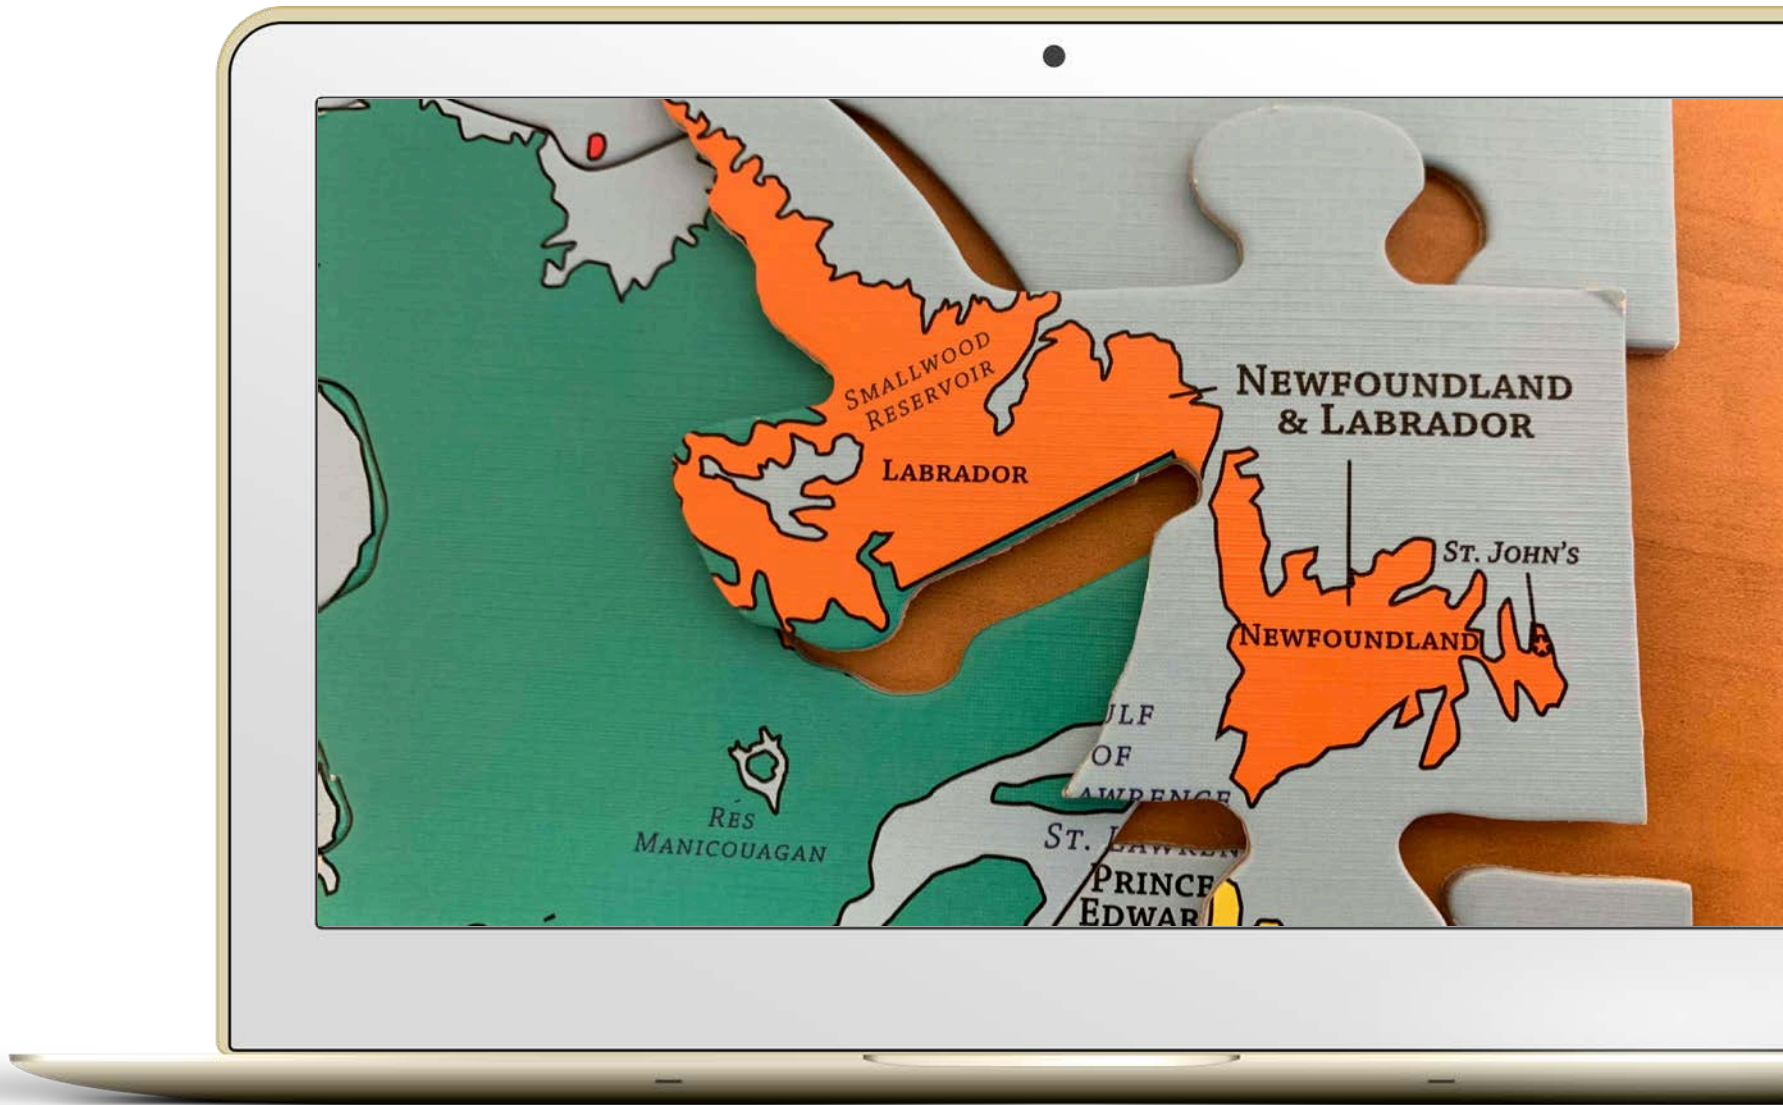 SMALLWOOD
RESERVOIR
NEWFOUNDLAND
& LABRADOR
LABRADOR
ST. JOHN'S
NEWFOUNDLAND
OF
RÉS
MANICOUAGAN
ST.
PRINCE